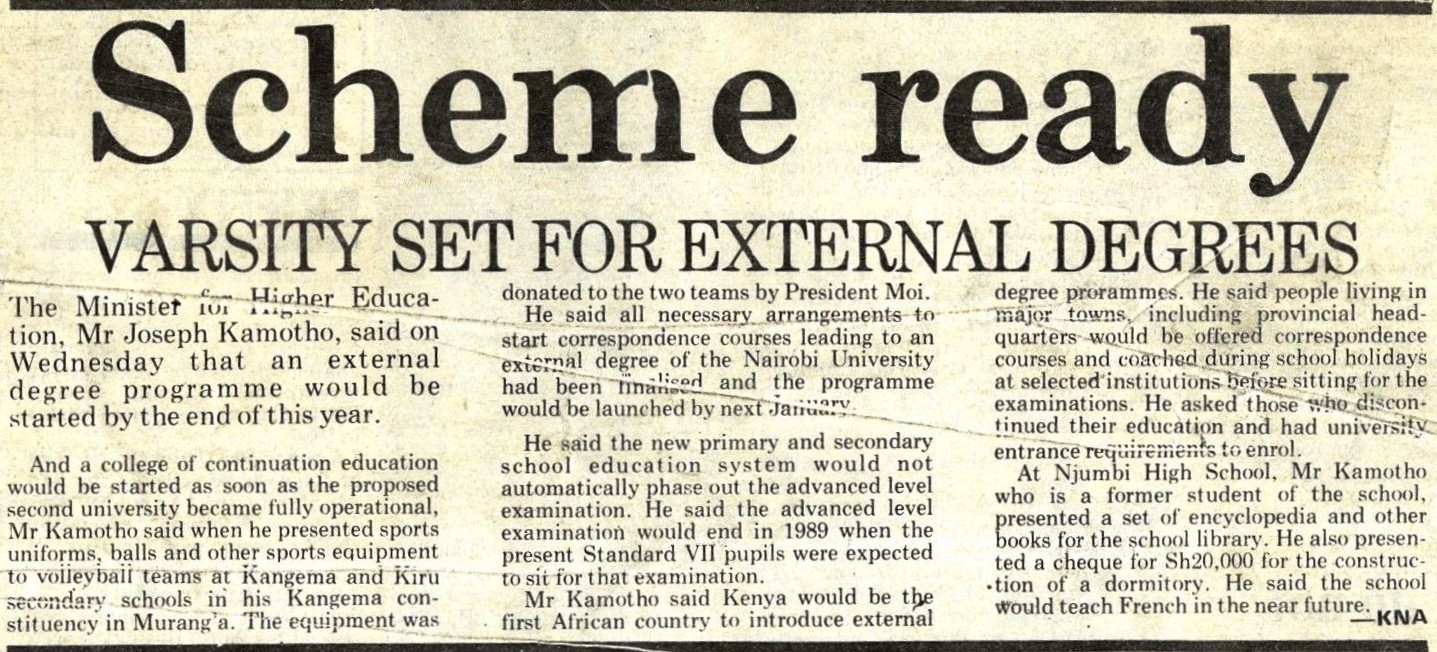 Scheme ready
VARSITY SET FOR EXTERNAL DEGREES
The Minister for Higher Educa-
tion, Mr Joseph Kamotho, said on
Wednesday that an external
degree programme would be
started by the end of this year.
And a college of continuation education
would be started as soon as the proposed
second university became fully operational,
Mr Kamotho said when he presented sports
uniforms, balls and other sports equipment
to volleyball teams at Kangema and Kiru
secondary schools in his Kangema con-
stituency in Murang'a. The equipment was
donated to the two teams by President Moi.
He said all necessary arrangements to
start correspondence courses leading to an
external degree of the Nairobi University
had been finalised and the programme
would be launched by next January.
He said the new primary and secondary
school education system would not
automatically phase out the advanced level
examination. He said the advanced level
examination would end in 1989 when the
present Standard VII pupils were expected
to sit for that examination.
Mr Kamotho said Kenya would be the
first African country to introduce external
degree prorammes. He said people living in
major towns, including provincial head-
quarters would be offered correspondence
courses and coached during school holidays
at selected institutions before sitting for the
examinations. He asked those who discon-
tinued their education and had university
entrance requirements to enrol.
At Njumbi High School, Mr Kamotho
who is a former student of the school,
presented a set of encyclopedia and other
books for the school library. He also presen-
ted a cheque for Sh20,000 for the construc-
tion of a dormitory. He said the school
would teach French in the near future.
—KNA